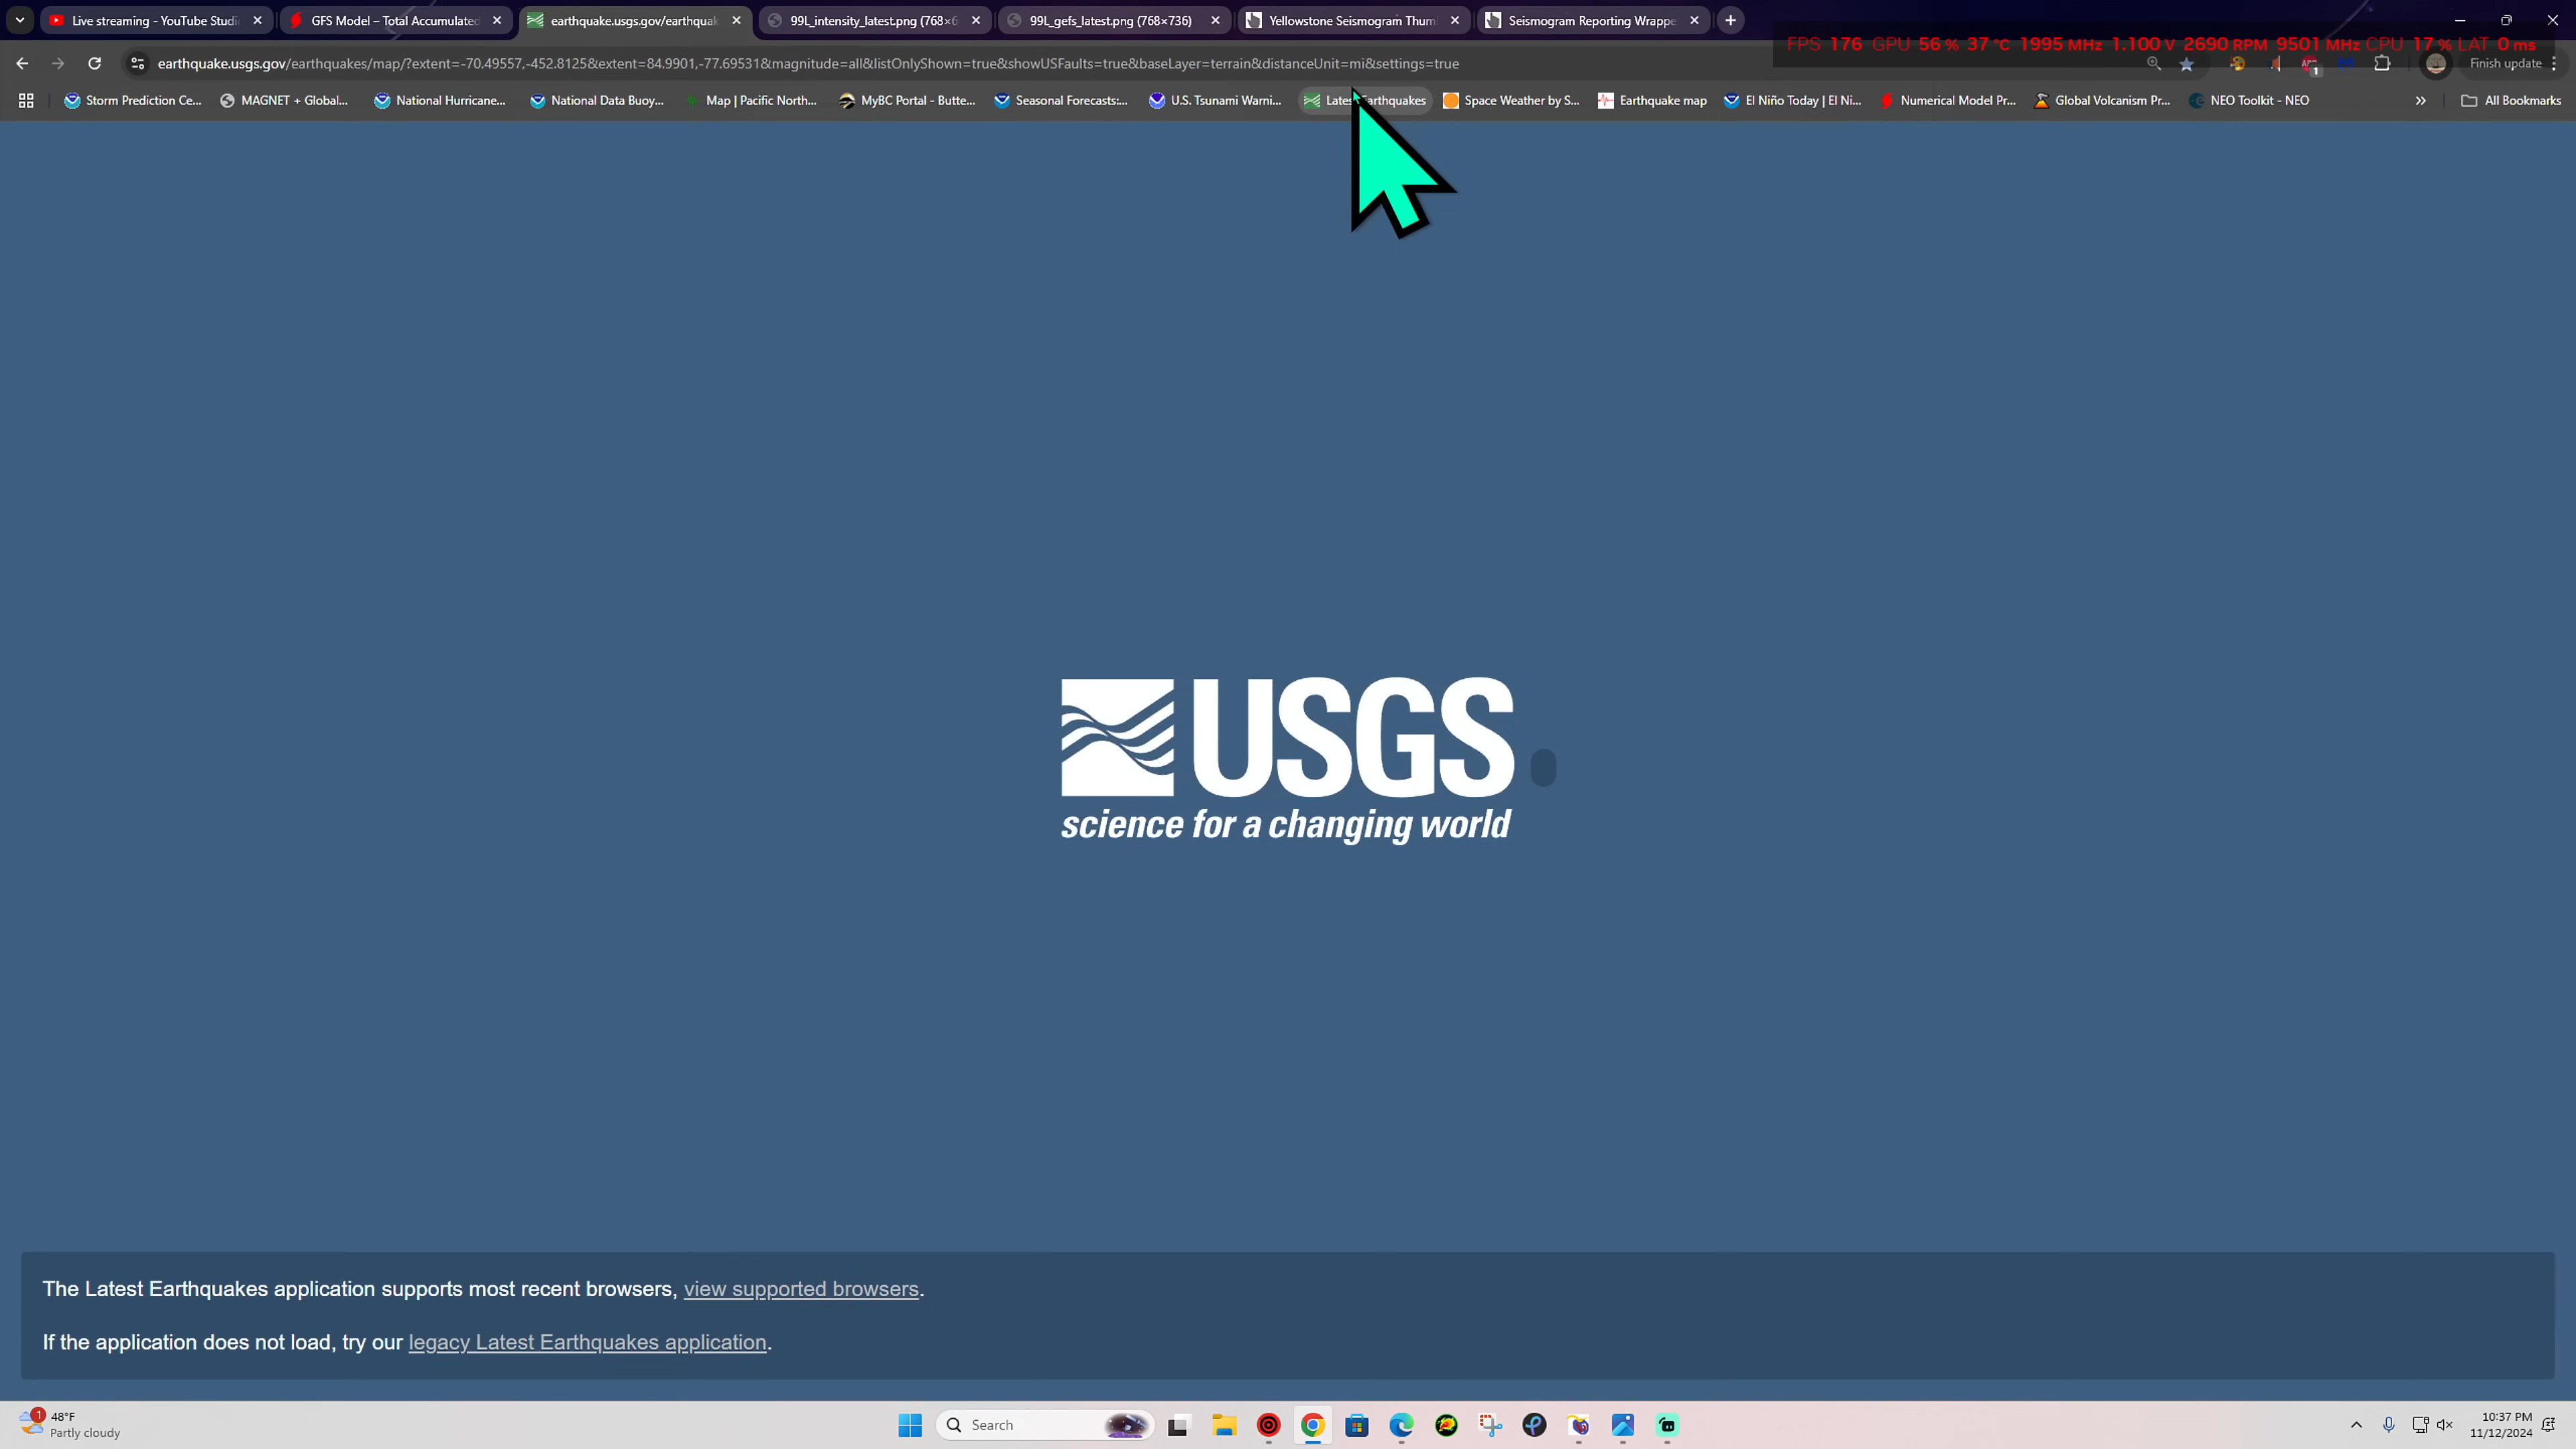 Live streaming - YouTube Studi
GFS Model – Total Accumulated
earthquake.usgs.gov/earthquak
99L_intensity_latest.png (768×6
99L_gefs_latest.png (768×736)
Yellowstone Seismogram Thum
Seismogram Reporting Wrappe
FPS 176 GPU 56 % 37 °C 1995 MHz 1.100 V 2690 RPM 9501 MHz CPU 17 % LAT 0 ms
earthquake.usgs.gov/earthquakes/map/?extent=-70.49557,-452.8125&extent=84.9901,-77.69531&magnitude=all&listOnlyShown=true&showUSFaults=true&baseLayer=terrain&distanceUnit=mi&settings=true
1
Finish update
Storm Prediction Ce...
MAGNET + Global...
National Hurricane...
National Data Buoy...
Map | Pacific North...
MyBC Portal - Butte...
Seasonal Forecasts:...
U.S. Tsunami Warni...
Latest Earthquakes
Space Weather by S...
Earthquake map
El Niño Today | El Ni...
Numerical Model Pr...
Global Volcanism Pr...
NEO Toolkit - NEO
All Bookmarks
USGS
science for a changing world
The Latest Earthquakes application supports most recent browsers, view supported browsers.
If the application does not load, try our legacy Latest Earthquakes application.
1
48°F
Partly cloudy
Search
10:37 PM
11/12/2024